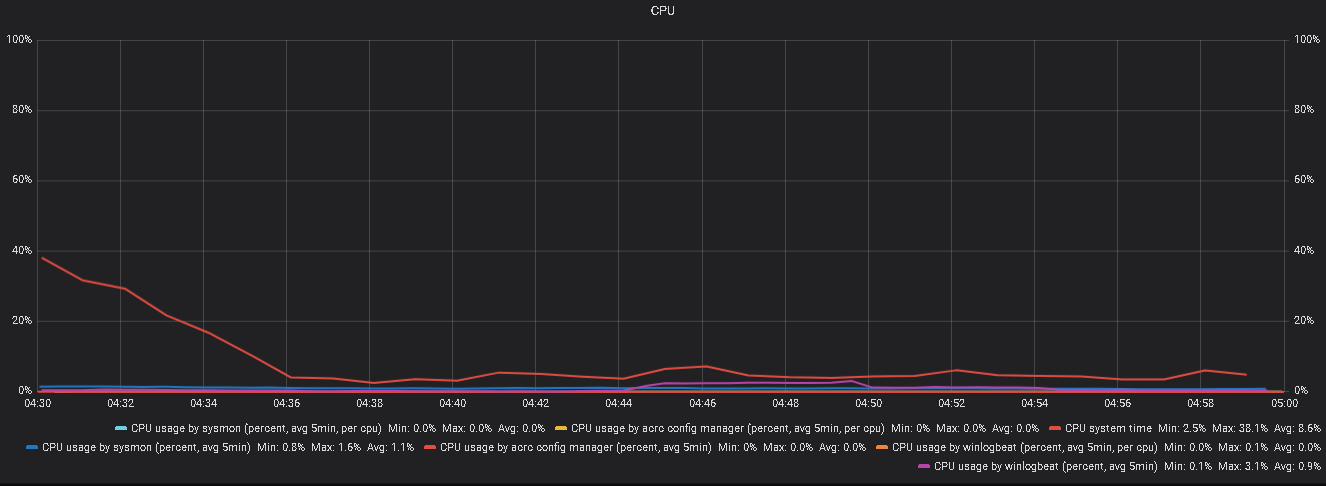 CPU
100% 100%
80% 80%
60% 60%
40% 40%
20% 20%
0% 0%
04:30 04:32 04:34 04:36 04:38 04:40 04:42 04:44 04:46 04:48 04:50 04:52 04:54 04:56 04:58 05:00
CPU usage by sysmon (percent, avg 5min, per cpu) Min: 0.0% Max: 0.0% Avg: 0.0% CPU usage by acrc config manager (percent, avg 5min, per cpu) Min: 0% Max: 0.0% Avg: 0.0% CPU system time Min: 2.5% Max: 38.1% Avg: 8.6%
CPU usage by sysmon (percent, avg 5min) Min: 0.8% Max: 1.6% Avg: 1.1% CPU usage by acrc config manager (percent, avg 5min) Min: 0% Max: 0.0% Avg: 0.0% CPU usage by winlogbeat (percent, avg 5min, per cpu) Min: 0.0% Max: 0.1% Avg: 0.0%
CPU usage by winlogbeat (percent, avg 5min) Min: 0.1% Max: 3.1% Avg: 0.9%